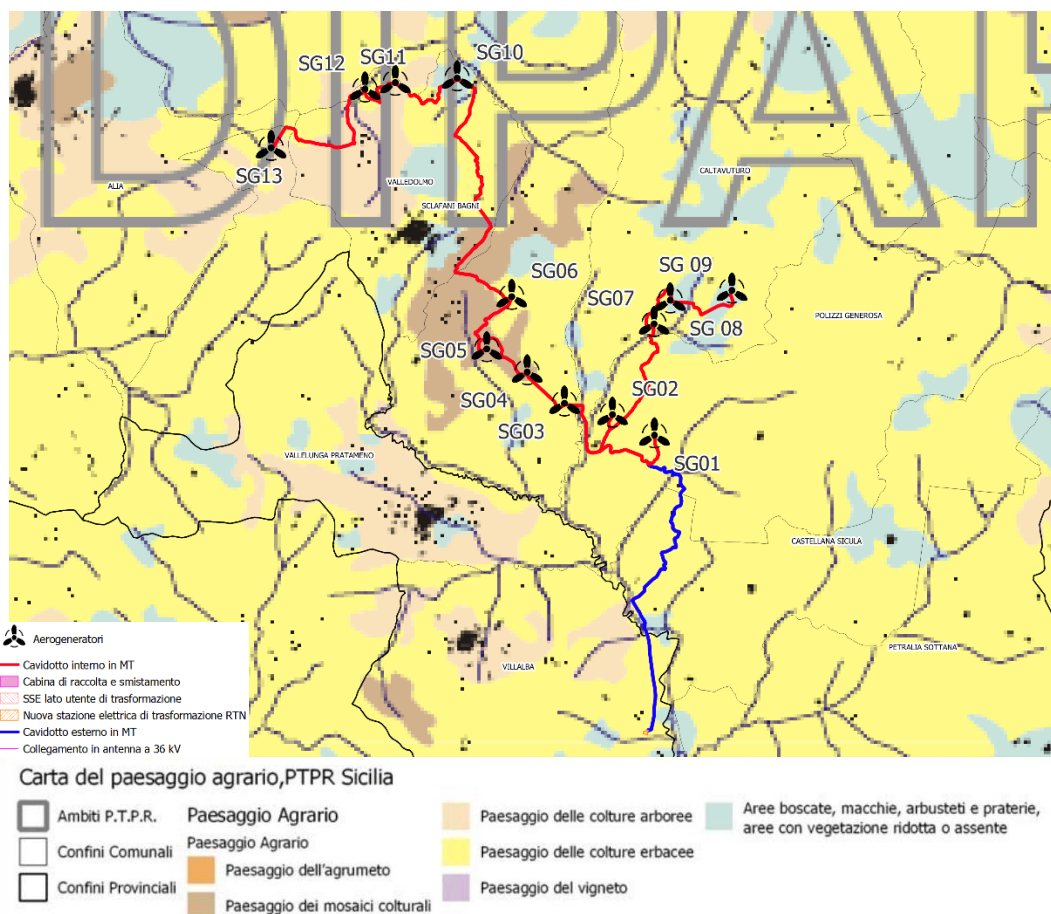 DI PA
SG12
SG11
SG10
SG13
ALIA
VALLEDOLMO
SCLAFANI BAGNI
CALTAVUTURO
SG06
SG 09
SG07
SG 08
POLIZZI GENEROSA
SG05
SG04
SG02
SG03
SG01
VALLELUNGA PRATAMENO
CASTELLANA SICULA
VILLALBA
PETRALIA SOTTANA
Aerogeneratori
Cavidotto interno in MT
Cabina di raccolta e smistamento
SSE lato utente di trasformazione
Nuova stazione elettrica di trasformazione RTN
Cavidotto esterno in MT
Collegamento in antenna a 36 kV
Carta del paesaggio agrario,PTPR Sicilia
Ambiti P.T.P.R.
Confini Comunali
Confini Provinciali
Paesaggio Agrario
Paesaggio Agrario
Paesaggio dell'agrumeto
Paesaggio dei mosaici colturali
Paesaggio delle colture arboree
Paesaggio delle colture erbacee
Paesaggio del vigneto
Aree boscate, macchie, arbusteti e praterie,
aree con vegetazione ridotta o assente